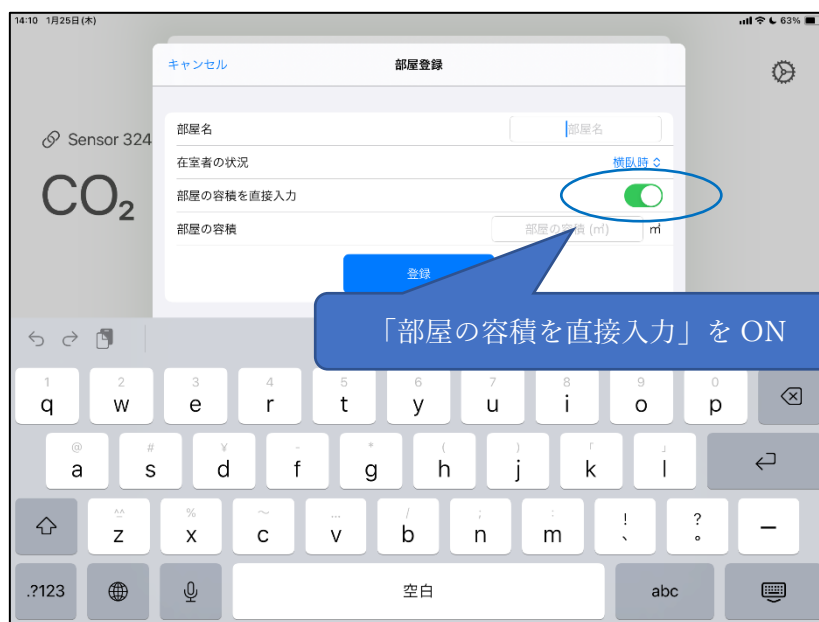 14:10 1月25日(木)
63%
キャンセル
部屋登録
Sensor 324
CO₂
部屋名
部屋名
在室者の状況
横臥時
部屋の容積を直接入力
部屋の容積
部屋の容積 (㎥)
㎥
登録
「部屋の容積を直接入力」を ON
1 2 3 4 5 6 7 8 9 0
q w e r t y u i o p
@ # ¥ - * ( ) 「 」
a s d f g h j k l
^^ % 〜 … / ; : ! ?
z x c v b n m 、 。 ー
.?123
空白
abc